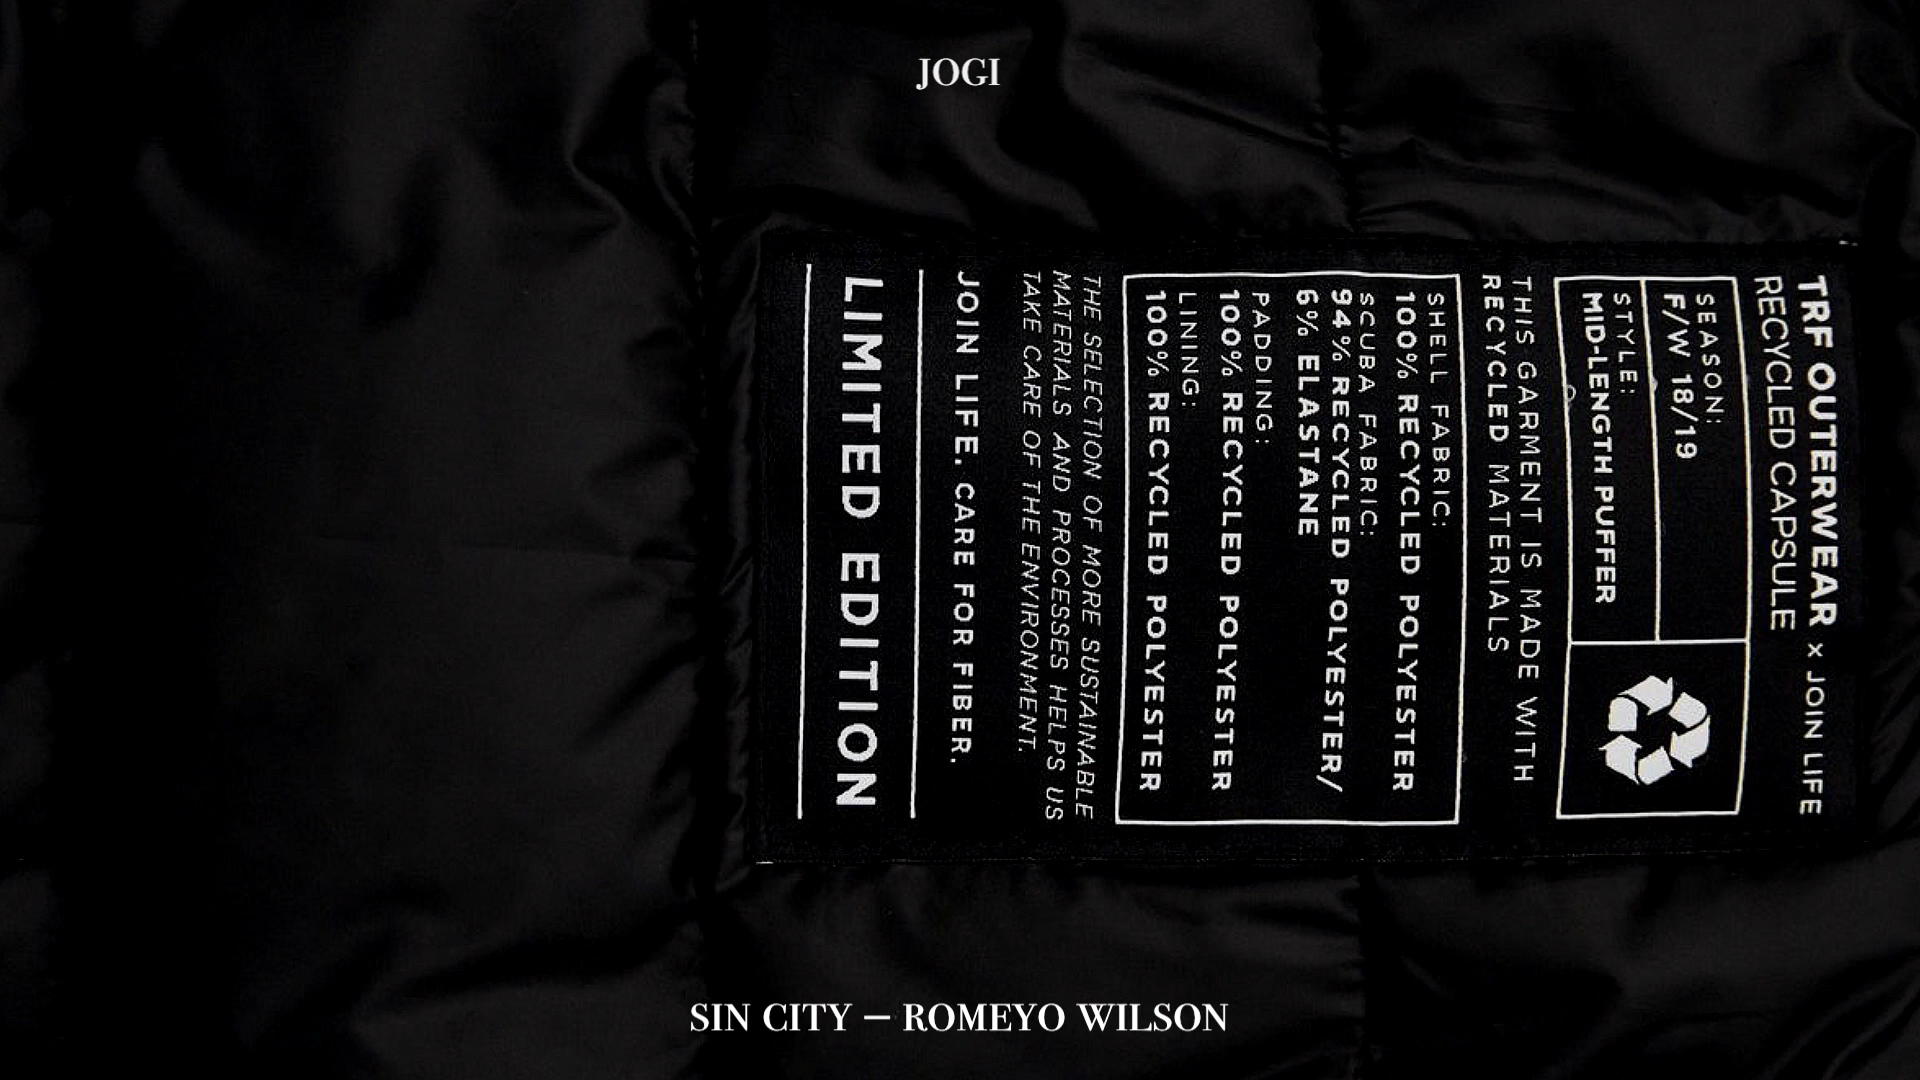 JOGI
TRF OUTERWEAR x JOIN LIFE
RECYCLED CAPSULE
SEASON:
F/W 18/19
STYLE:
MID-LENGTH PUFFER
THIS GARMENT IS MADE WITH
RECYCLED MATERIALS
SHELL FABRIC:
100% RECYCLED POLYESTER
SCUBA FABRIC:
94% RECYCLED POLYESTER/
6% ELASTANE
PADDING:
100% RECYCLED POLYESTER
LINING:
100% RECYCLED POLYESTER
THE SELECTION OF MORE SUSTAINABLE
MATERIALS AND PROCESSES HELPS US
TAKE CARE OF THE ENVIRONMENT.
JOIN LIFE. CARE FOR FIBER.
LIMITED EDITION
SIN CITY — ROMEYO WILSON